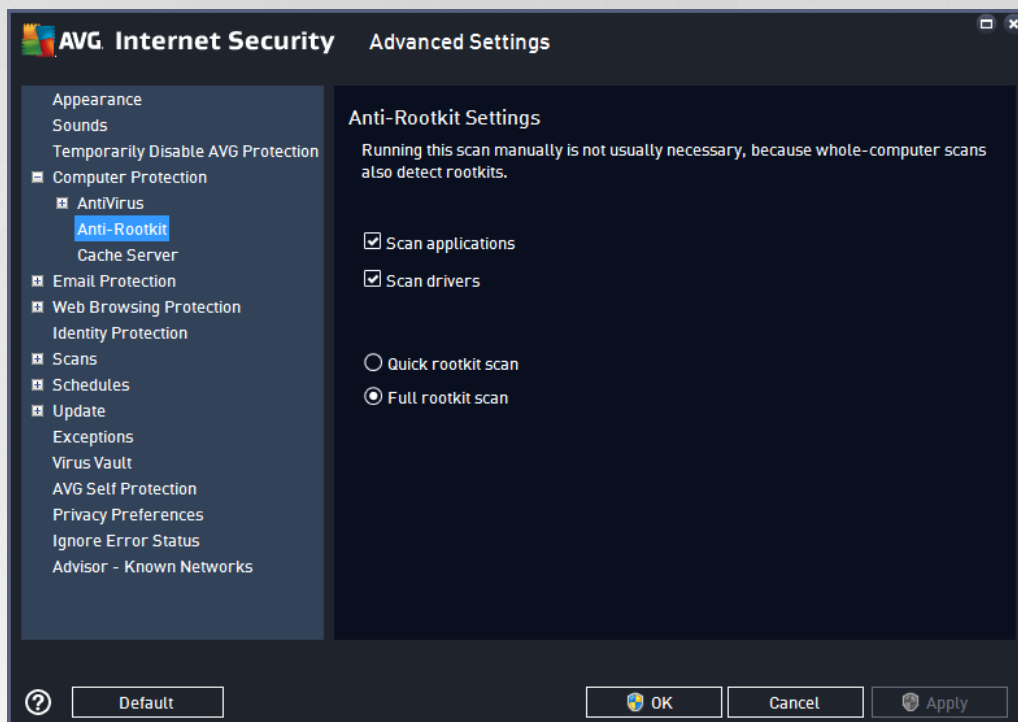 AVG. Internet Security Advanced Settings
Appearance
Sounds
Temporarily Disable AVG Protection
Computer Protection
AntiVirus
Anti-Rootkit
Cache Server
Email Protection
Web Browsing Protection
Identity Protection
Scans
Schedules
Update
Exceptions
Virus Vault
AVG Self Protection
Privacy Preferences
Ignore Error Status
Advisor - Known Networks
Anti-Rootkit Settings
Running this scan manually is not usually necessary, because whole-computer scans
also detect rootkits.
Scan applications
Scan drivers
Quick rootkit scan
Full rootkit scan
? Default OK Cancel Apply